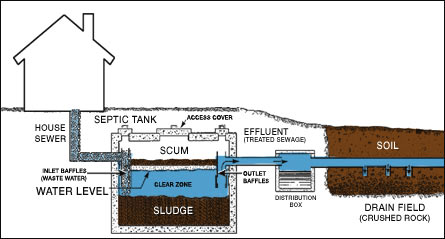 SEPTIC TANK
ACCESS COVER
HOUSE
SEWER
EFFLUENT
(TREATED SEWAGE)
SCUM
SOIL
INLET BAFFLES
(WASTE WATER)
CLEAR ZONE
OUTLET
BAFFLES
WATER LEVEL
DISTRIBUTION
BOX
SLUDGE
DRAIN FIELD
(CRUSHED ROCK)